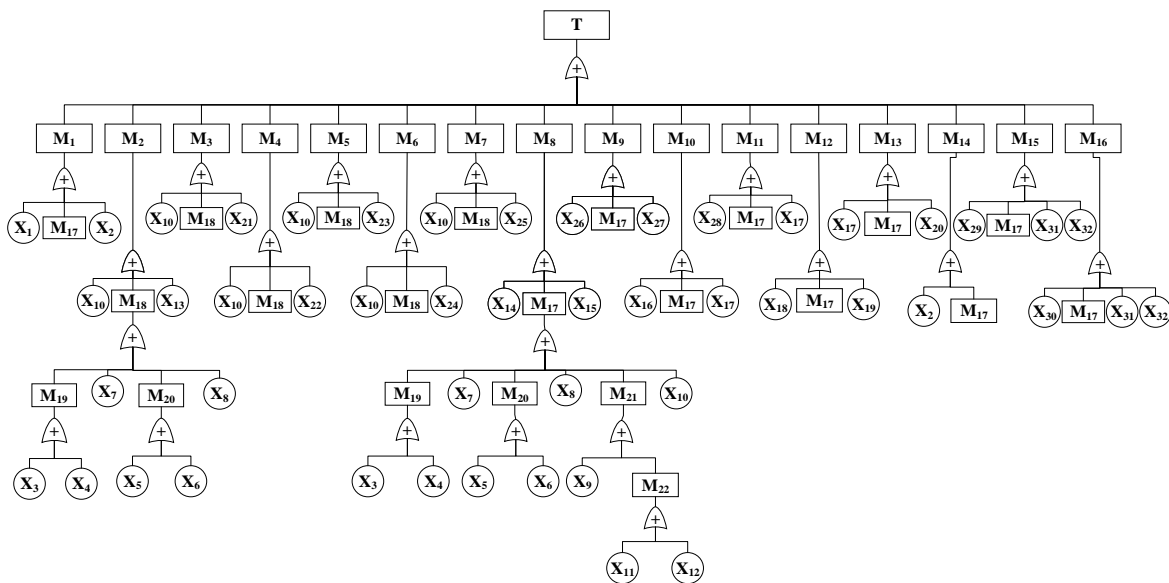 T
+
M₁ M₂ M₃ M₄ M₅ M₆ M₇ M₈ M₉ M₁₀ M₁₁ M₁₂ M₁₃ M₁₄ M₁₅ M₁₆
+ + + + + + + +
X₁ M₁₇ X₂
X₁₀ M₁₈ X₂₁
X₁₀ M₁₈ X₂₃
X₁₀ M₁₈ X₂₅
X₂₆ M₁₇ X₂₇
X₂₈ M₁₇ X₁₇
X₁₇ M₁₇ X₂₀
X₂₉ M₁₇ X₃₁ X₃₂
+ + + + + + + +
X₁₀ M₁₈ X₁₃
X₁₀ M₁₈ X₂₂
X₁₀ M₁₈ X₂₄
X₁₄ M₁₇ X₁₅
X₁₆ M₁₇ X₁₇
X₁₈ M₁₇ X₁₉
X₂ M₁₇
X₃₀ M₁₇ X₃₁ X₃₂
+ +
M₁₉ X₇ M₂₀ X₈
M₁₉ X₇ M₂₀ X₈ M₂₁ X₁₀
+ + + + +
X₃ X₄ X₅ X₆
X₃ X₄ X₅ X₆ X₉ M₂₂
+
X₁₁ X₁₂